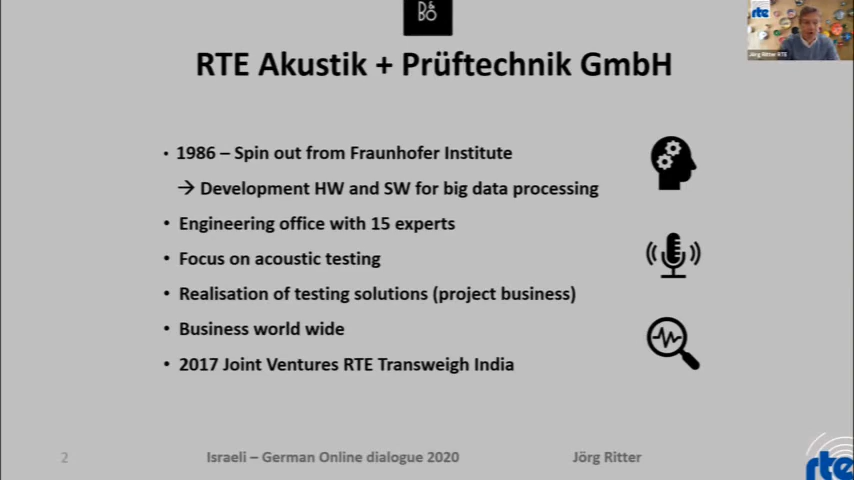 B&O
rte
Jörg Ritter RTE
RTE Akustik + Prüftechnik GmbH
• 1986 – Spin out from Fraunhofer Institute
→ Development HW and SW for big data processing
• Engineering office with 15 experts
• Focus on acoustic testing
• Realisation of testing solutions (project business)
• Business world wide
• 2017 Joint Ventures RTE Transweigh India
2
Israeli – German Online dialogue 2020
Jörg Ritter
rte